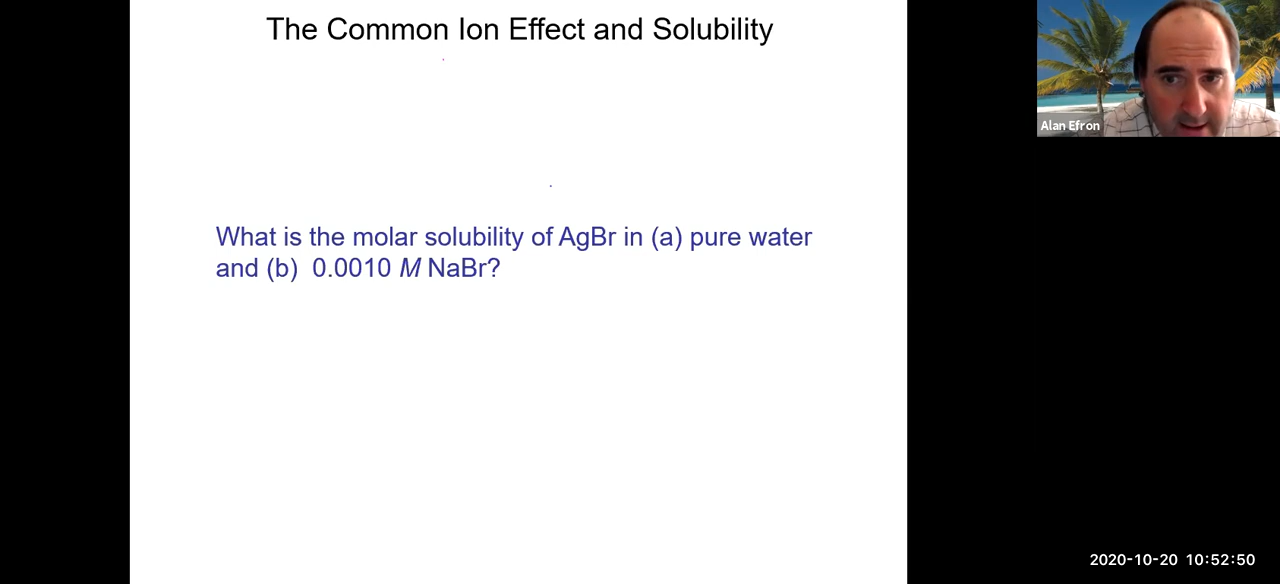 The Common Ion Effect and Solubility
Alan Efron
What is the molar solubility of AgBr in (a) pure water
and (b) 0.0010 M NaBr?
2020-10-20 10:52:50